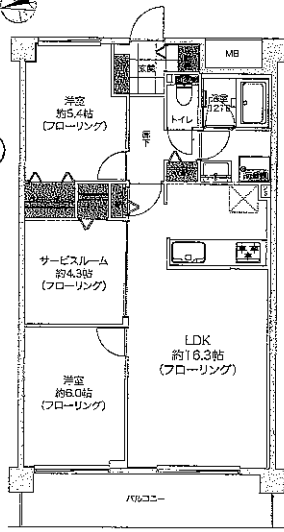 MB
玄関
洋室
約5.4帖
(フローリング)
廊下
トイレ
浴室
サービスルーム
約4.3帖
(フローリング)
LDK
約16.3帖
(フローリング)
洋室
約6.0帖
(フローリング)
バルコニー